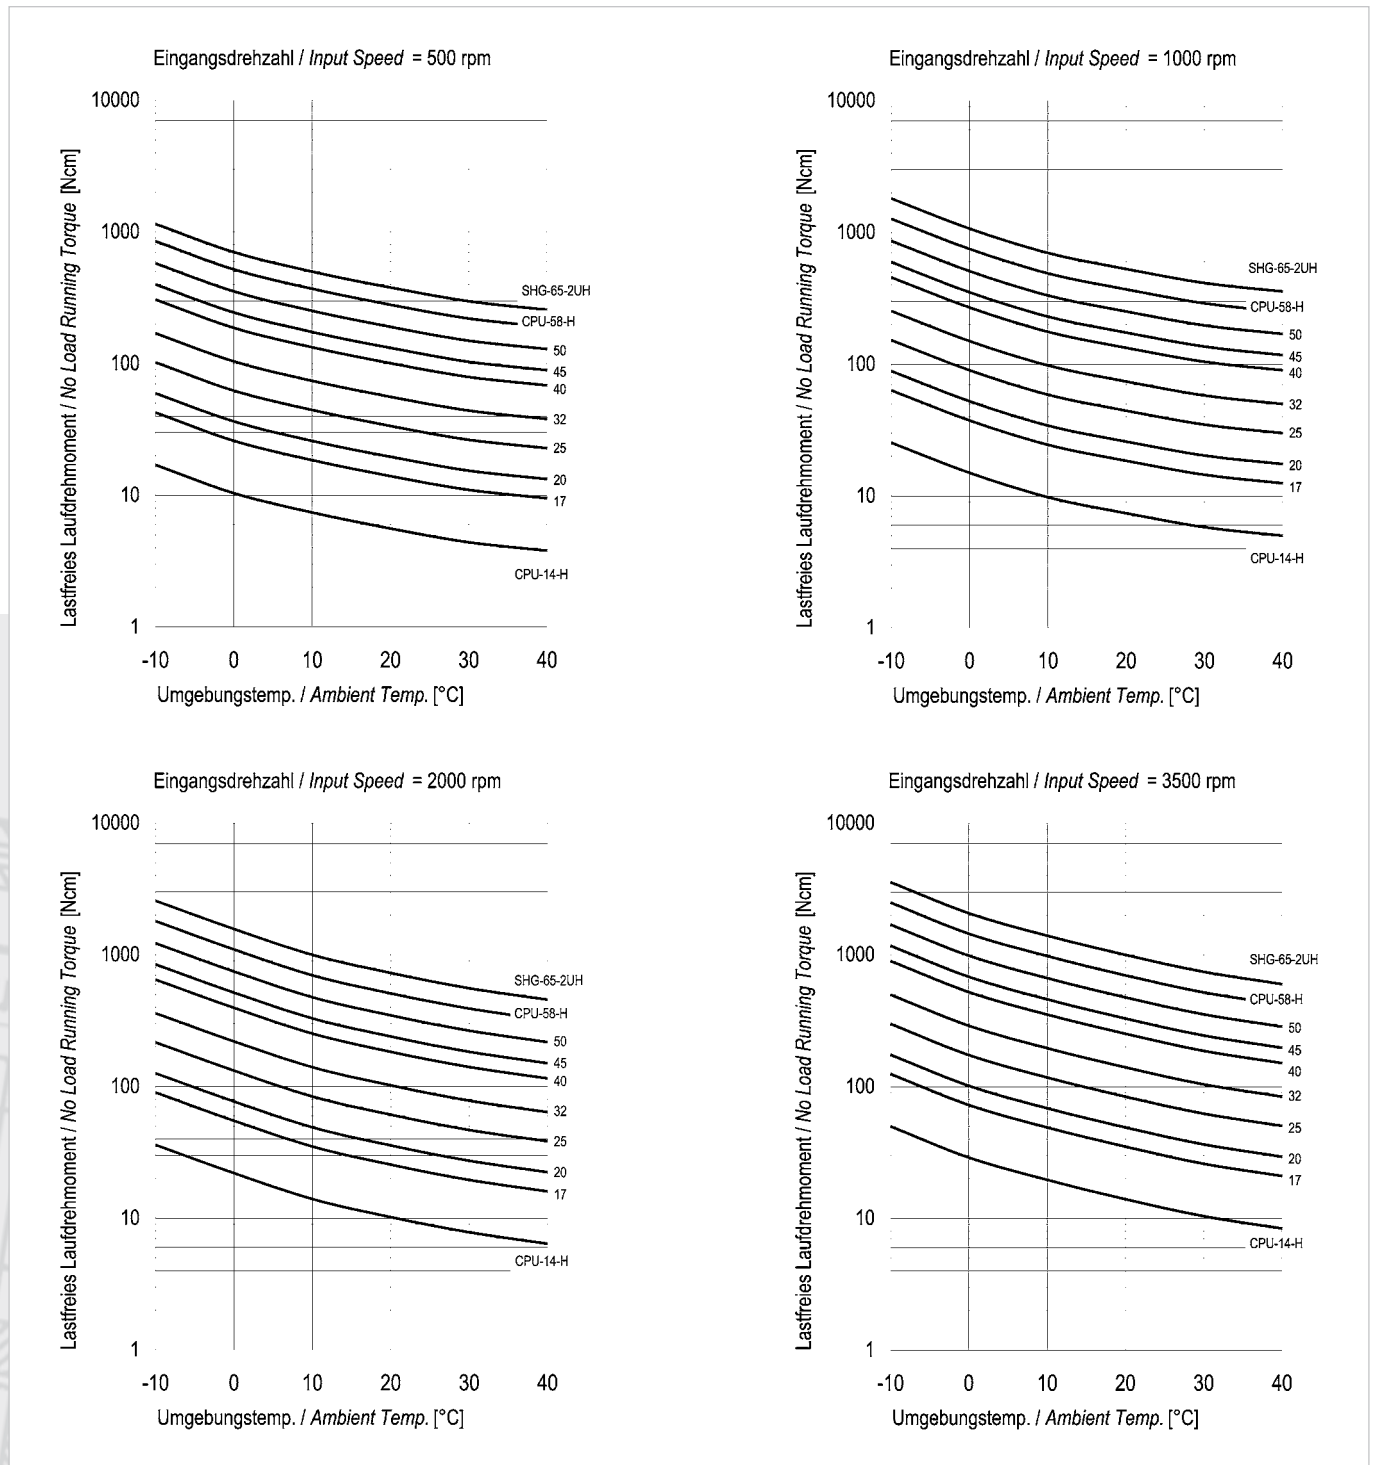 Eingangsdrehzahl / Input Speed = 500 rpm
10000
1000
100
10
1
Lastfreies Laufdrehmoment / No Load Running Torque [Ncm]
SHG-65-2UH
CPU-58-H
50
45
40
32
25
20
17
CPU-14-H
-10 0 10 20 30 40
Umgebungstemp. / Ambient Temp. [°C]
Eingangsdrehzahl / Input Speed = 1000 rpm
10000
1000
100
10
1
Lastfreies Laufdrehmoment / No Load Running Torque [Ncm]
SHG-65-2UH
CPU-58-H
50
45
40
32
25
20
17
CPU-14-H
-10 0 10 20 30 40
Umgebungstemp. / Ambient Temp. [°C]
Eingangsdrehzahl / Input Speed = 2000 rpm
10000
1000
100
10
1
Lastfreies Laufdrehmoment / No Load Running Torque [Ncm]
SHG-65-2UH
CPU-58-H
50
45
40
32
25
20
17
CPU-14-H
-10 0 10 20 30 40
Umgebungstemp. / Ambient Temp. [°C]
Eingangsdrehzahl / Input Speed = 3500 rpm
10000
1000
100
10
1
Lastfreies Laufdrehmoment / No Load Running Torque [Ncm]
SHG-65-2UH
CPU-58-H
50
45
40
32
25
20
17
CPU-14-H
-10 0 10 20 30 40
Umgebungstemp. / Ambient Temp. [°C]